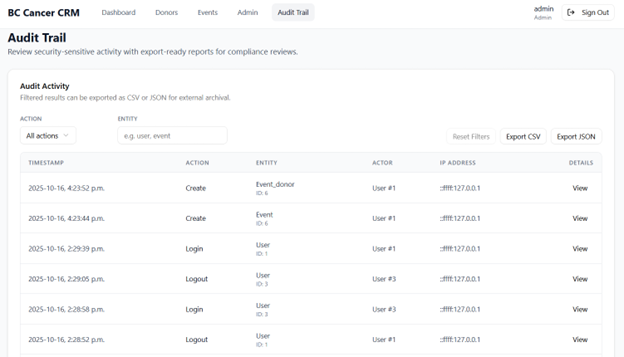 BC Cancer CRM Dashboard Donors Events Admin Audit Trail admin Sign Out
Admin
Audit Trail
Review security-sensitive activity with export-ready reports for compliance reviews.
Audit Activity
Filtered results can be exported as CSV or JSON for external archival.
ACTION ENTITY
All actions e.g. user, event Reset Filters Export CSV Export JSON
TIMESTAMP ACTION ENTITY ACTOR IP ADDRESS DETAILS
2025-10-16, 4:23:52 p.m. Create Event_donor User #1 ::ffff:127.0.0.1 View
ID: 6
2025-10-16, 4:23:44 p.m. Create Event User #1 ::ffff:127.0.0.1 View
ID: 6
2025-10-16, 2:29:39 p.m. Login User User #1 ::ffff:127.0.0.1 View
ID: 1
2025-10-16, 2:29:05 p.m. Logout User User #3 ::ffff:127.0.0.1 View
ID: 3
2025-10-16, 2:28:58 p.m. Login User User #3 ::ffff:127.0.0.1 View
ID: 3
2025-10-16, 2:28:52 p.m. Logout User User #1 ::ffff:127.0.0.1 View
ID: 1